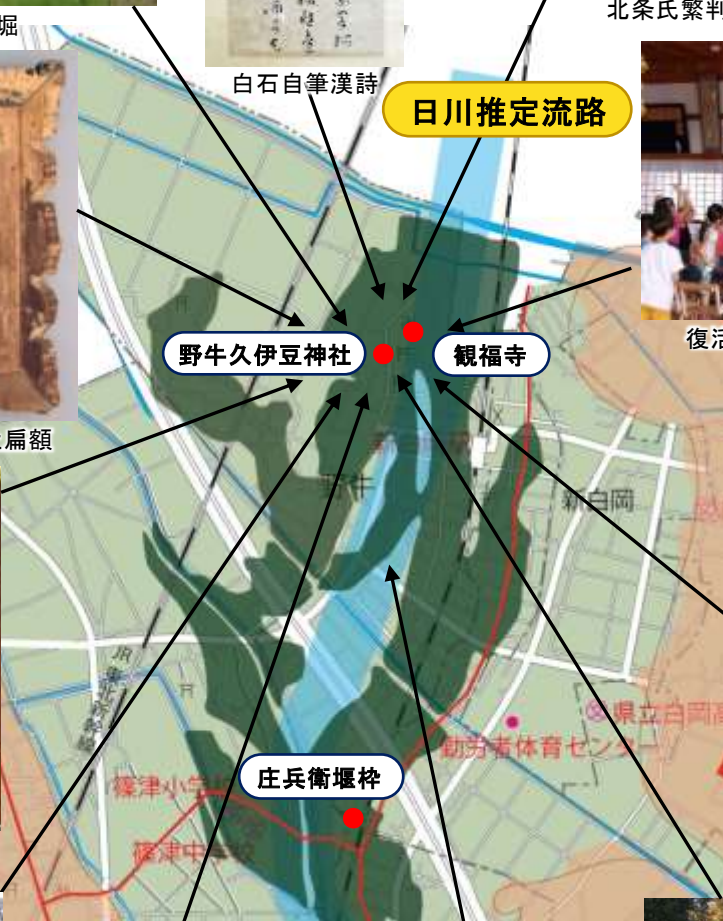 堀
北条氏繁判
白石自筆漢詩
日川推定流路
復活
扁額
野牛久伊豆神社
観福寺
野牛
新白岡
JR東北新幹線
県立白岡高
勤労者体育センター
庄兵衛堰枠
篠津小学校
篠津中学校